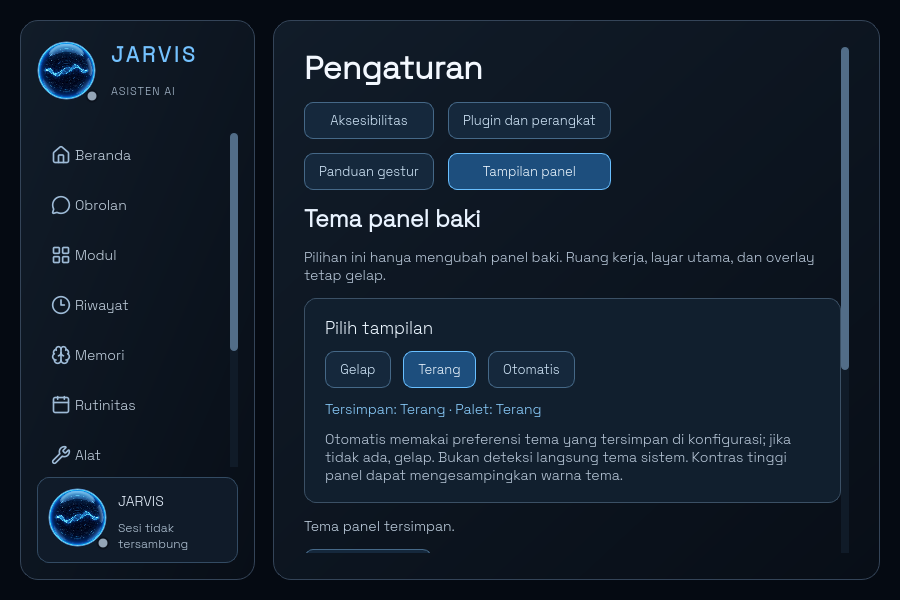 JARVIS
ASISTEN AI
Beranda
Obrolan
Modul
Riwayat
Memori
Rutinitas
Alat
JARVIS
Sesi tidak
tersambung
Pengaturan
Aksesibilitas
Plugin dan perangkat
Panduan gestur
Tampilan panel
Tema panel baki
Pilihan ini hanya mengubah panel baki. Ruang kerja, layar utama, dan overlay
tetap gelap.
Pilih tampilan
Gelap
Terang
Otomatis
Tersimpan: Terang · Palet: Terang
Otomatis memakai preferensi tema yang tersimpan di konfigurasi; jika
tidak ada, gelap. Bukan deteksi langsung tema sistem. Kontras tinggi
panel dapat mengesampingkan warna tema.
Tema panel tersimpan.